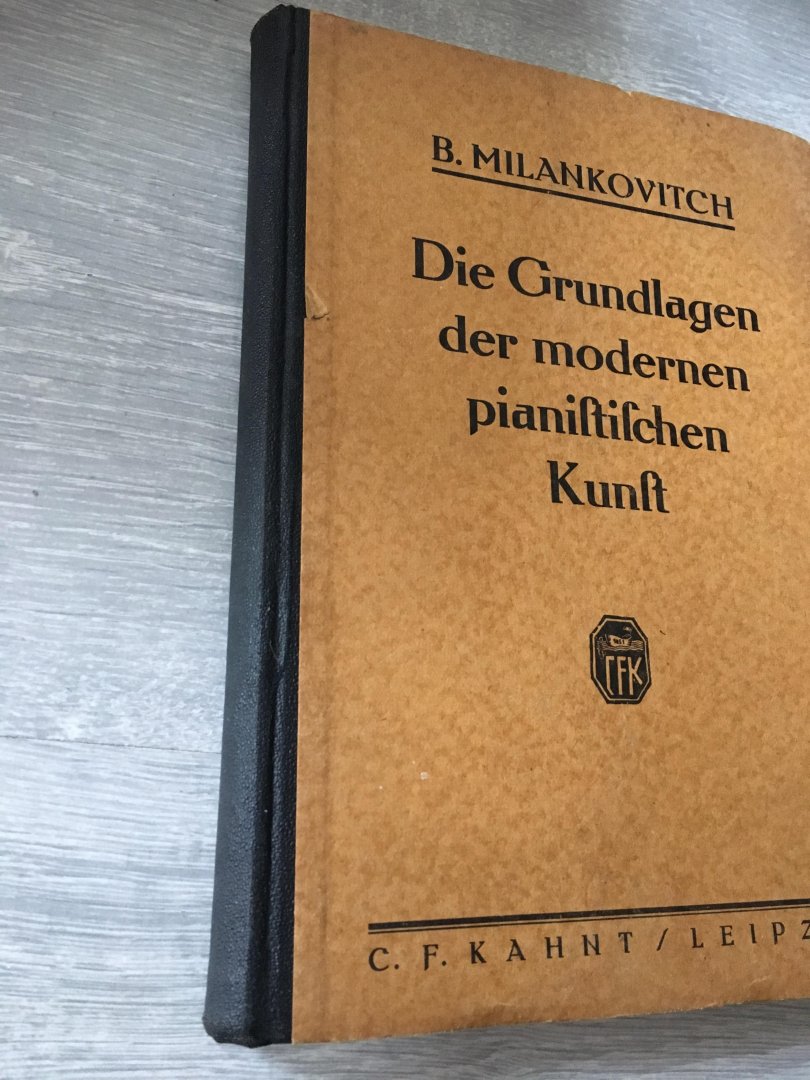 B. MILANKOVITCH
Die Grundlagen
der modernen
pianiſtiſchen
Kunſt
CFK
C. F. KAHNT / LEIPZ